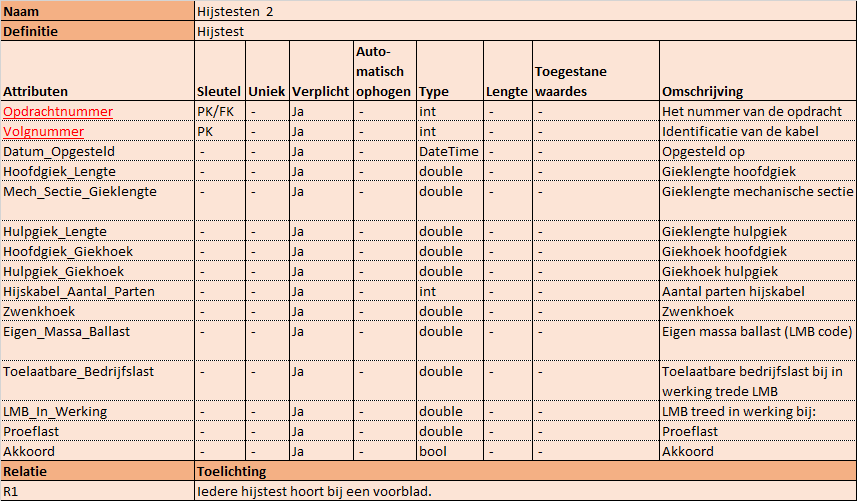 Naam Hijstesten 2
Definitie Hijstest
Attributen Sleutel Uniek Verplicht Auto-matisch ophogen Type Lengte Toegestane waardes Omschrijving
Opdrachtnummer PK/FK - Ja - int - - Het nummer van de opdracht
Volgnummer PK - Ja - int - - Identificatie van de kabel
Datum_Opgesteld - - Ja - DateTime - - Opgesteld op
Hoofdgiek_Lengte - - Ja - double - - Gieklengte hoofdgiek
Mech_Sectie_Gieklengte - - Ja - double - - Gieklengte mechanische sectie
Hulpgiek_Lengte - - Ja - double - - Gieklengte hulpgiek
Hoofdgiek_Giekhoek - - Ja - double - - Giekhoek hoofdgiek
Hulpgiek_Giekhoek - - Ja - double - - Giekhoek hulpgiek
Hijskabel_Aantal_Parten - - Ja - int - - Aantal parten hijskabel
Zwenkhoek - - Ja - double - - Zwenkhoek
Eigen_Massa_Ballast - - Ja - double - - Eigen massa ballast (LMB code)
Toelaatbare_Bedrijfslast - - Ja - double - - Toelaatbare bedrijfslast bij in
werking trede LMB
LMB_In_Werking - - Ja - double - - LMB treed in werking bij:
Proeflast - - Ja - double - - Proeflast
Akkoord - - Ja - bool - - Akkoord
Relatie Toelichting
R1 Iedere hijstest hoort bij een voorblad.